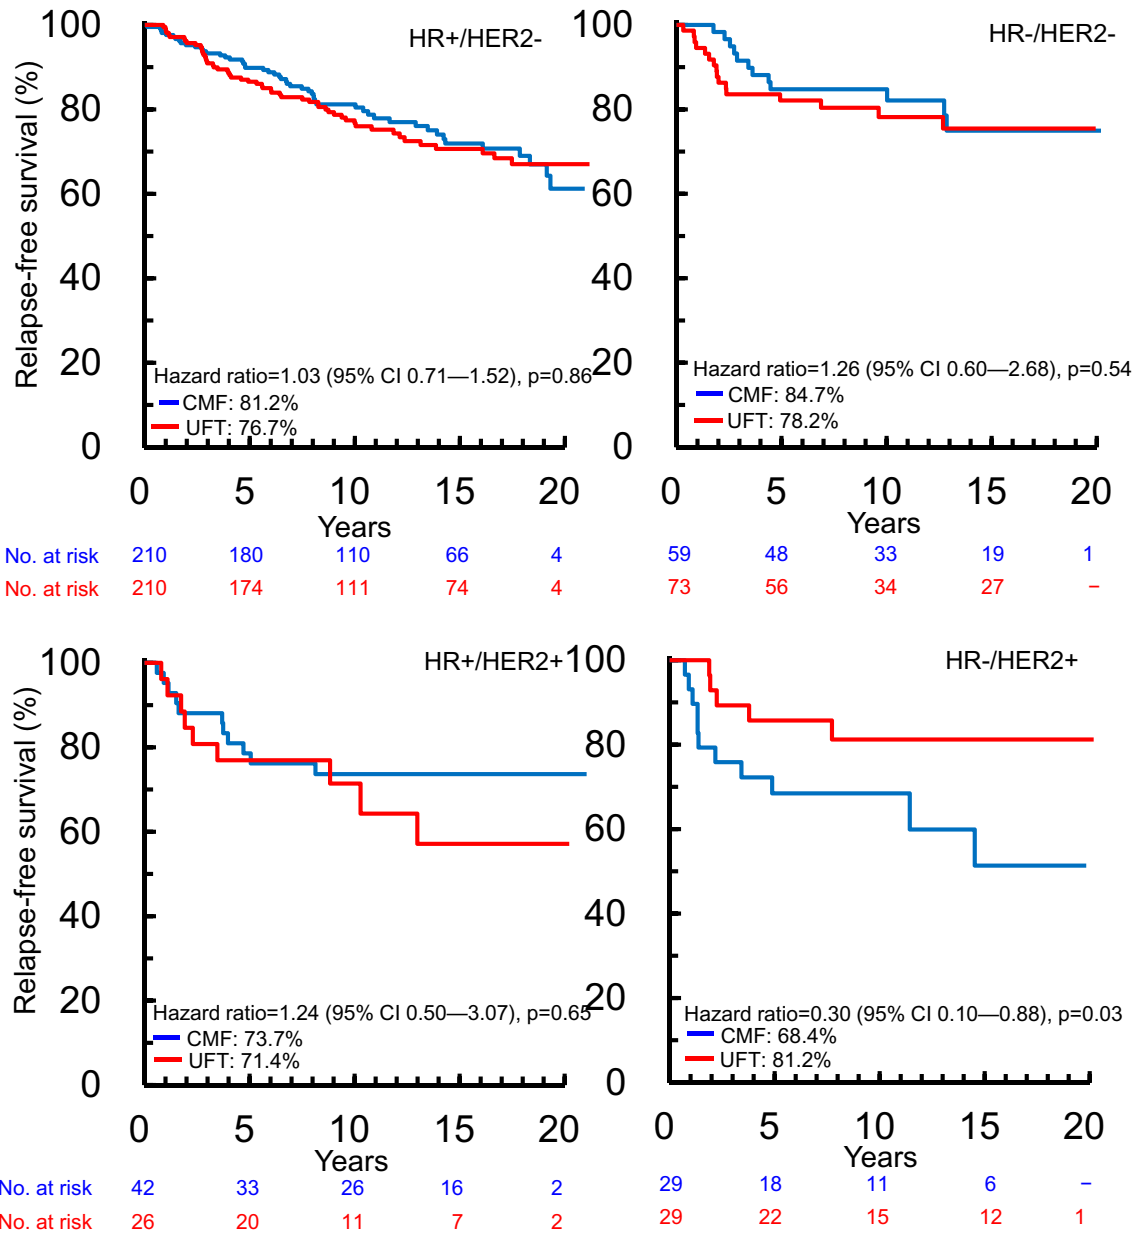 HR+/HER2-
Relapse-free survival (%)
100
80
60
40
20
0
Hazard ratio=1.03 (95% CI 0.71—1.52), p=0.86
CMF: 81.2%
UFT: 76.7%
0 5 10 15 20
Years
No. at risk 210 180 110 66 4
No. at risk 210 174 111 74 4
HR-/HER2-
100
80
60
40
20
0
Hazard ratio=1.26 (95% CI 0.60—2.68), p=0.54
CMF: 84.7%
UFT: 78.2%
0 5 10 15 20
Years
59 48 33 19 1
73 56 34 27 –
HR+/HER2+
Relapse-free survival (%)
100
80
60
40
20
0
Hazard ratio=1.24 (95% CI 0.50—3.07), p=0.65
CMF: 73.7%
UFT: 71.4%
0 5 10 15 20
Years
No. at risk 42 33 26 16 2
No. at risk 26 20 11 7 2
HR-/HER2+
100
80
60
40
20
0
Hazard ratio=0.30 (95% CI 0.10—0.88), p=0.03
CMF: 68.4%
UFT: 81.2%
0 5 10 15 20
Years
29 18 11 6 –
29 22 15 12 1